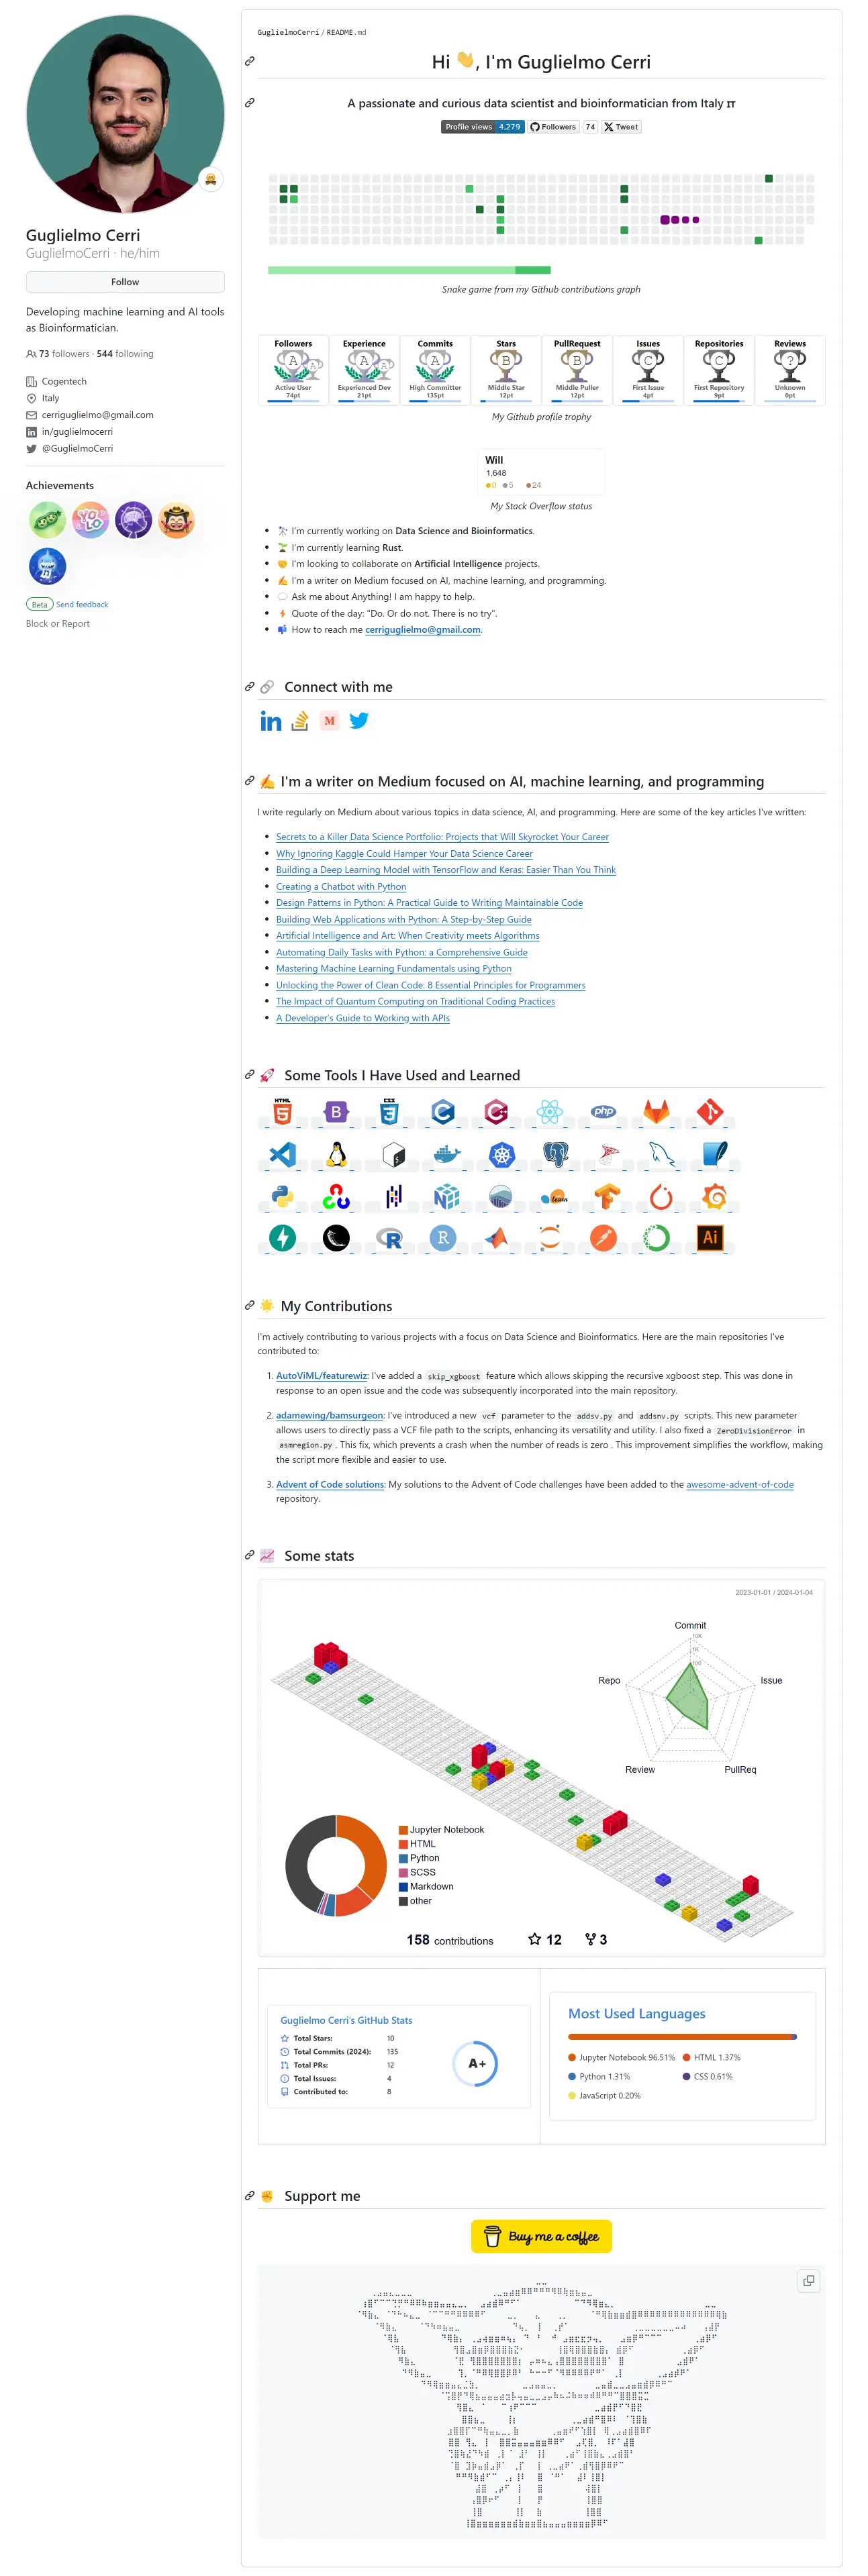 Guglielmo Cerri
GuglielmoCerri · he/him
Follow
Developing machine learning and AI tools
as Bioinformatician.
73 followers · 544 following
Cogentech
Italy
cerriguglielmo@gmail.com
in/guglielmocerri
@GuglielmoCerri
Achievements
YOLO
Beta Send feedback
Block or Report
GuglielmoCerri / README.md
Hi 👋, I'm Guglielmo Cerri
A passionate and curious data scientist and bioinformatician from Italy IT
Profile views 4,279 Followers 74 Tweet
Snake game from my Github contributions graph
Followers Experience Commits Stars PullRequest Issues Repositories Reviews
A A A A A B B C C ?
Active User Experienced Dev High Committer Middle Star Middle Puller First Issue First Repository Unknown
74pt 21pt 135pt 12pt 12pt 4pt 9pt 0pt
My Github profile trophy
Will
1,648
0 5 24
My Stack Overflow status
• 🔭 I'm currently working on Data Science and Bioinformatics.
• 🌱 I'm currently learning Rust.
• I'm looking to collaborate on Artificial Intelligence projects.
• ✍️ I'm a writer on Medium focused on AI, machine learning, and programming.
• 💬 Ask me about Anything! I am happy to help.
• ⚡ Quote of the day: "Do. Or do not. There is no try".
• 📫 How to reach me cerriguglielmo@gmail.com.
🔗 Connect with me
in M
✍️ I'm a writer on Medium focused on AI, machine learning, and programming
I write regularly on Medium about various topics in data science, AI, and programming. Here are some of the key articles I've written:
• Secrets to a Killer Data Science Portfolio: Projects that Will Skyrocket Your Career
• Why Ignoring Kaggle Could Hamper Your Data Science Career
• Building a Deep Learning Model with TensorFlow and Keras: Easier Than You Think
• Creating a Chatbot with Python
• Design Patterns in Python: A Practical Guide to Writing Maintainable Code
• Building Web Applications with Python: A Step-by-Step Guide
• Artificial Intelligence and Art: When Creativity meets Algorithms
• Automating Daily Tasks with Python: a Comprehensive Guide
• Mastering Machine Learning Fundamentals using Python
• Unlocking the Power of Clean Code: 8 Essential Principles for Programmers
• The Impact of Quantum Computing on Traditional Coding Practices
• A Developer's Guide to Working with APIs
🚀 Some Tools I Have Used and Learned
HTML 5 B CSS 3 C C php
learn
R R Ai
🌟 My Contributions
I'm actively contributing to various projects with a focus on Data Science and Bioinformatics. Here are the main repositories I've
contributed to:
1. AutoViML/featurewiz: I've added a skip_xgboost feature which allows skipping the recursive xgboost step. This was done in
response to an open issue and the code was subsequently incorporated into the main repository.
2. adamewing/bamsurgeon: I've introduced a new vcf parameter to the addsv.py and addsnv.py scripts. This new parameter
allows users to directly pass a VCF file path to the scripts, enhancing its versatility and utility. I also fixed a ZeroDivisionError in
asmregion.py. This fix, which prevents a crash when the number of reads is zero . This improvement simplifies the workflow, making
the script more flexible and easier to use.
3. Advent of Code solutions: My solutions to the Advent of Code challenges have been added to the awesome-advent-of-code
repository.
📈 Some stats
2023-01-01 / 2024-01-04
Commit
10K
1K
100
Repo Issue
Review PullReq
Jupyter Notebook
HTML
Python
SCSS
Markdown
other
158 contributions 12 3
Guglielmo Cerri's GitHub Stats
Total Stars: 10
Total Commits (2024): 135
Total PRs: 12
Total Issues: 4
Contributed to: 8
A+
Most Used Languages
Jupyter Notebook 96.51% HTML 1.37%
Python 1.31% CSS 0.61%
JavaScript 0.20%
✊ Support me
Buy me a coffee